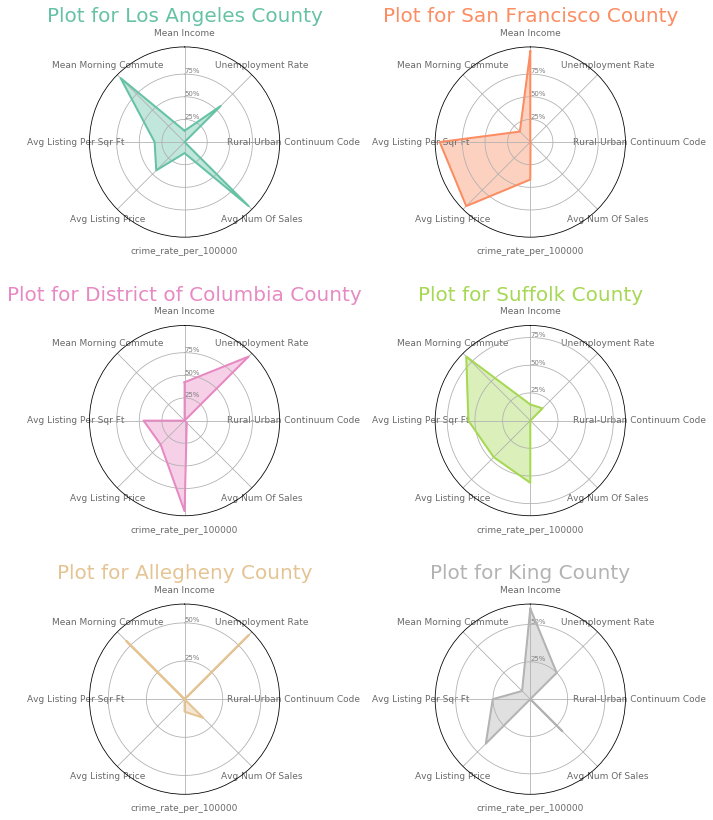 Plot for Los Angeles County
Mean Income
Mean Morning Commute
Unemployment Rate
75%
50%
25%
Avg Listing Per Sqr Ft
Rural-Urban Continuum Code
Avg Listing Price
Avg Num Of Sales
crime_rate_per_100000
Plot for San Francisco County
Mean Income
Mean Morning Commute
Unemployment Rate
75%
50%
25%
Avg Listing Per Sqr Ft
Rural-Urban Continuum Code
Avg Listing Price
Avg Num Of Sales
crime_rate_per_100000
Plot for District of Columbia County
Mean Income
Mean Morning Commute
Unemployment Rate
75%
50%
25%
Avg Listing Per Sqr Ft
Rural-Urban Continuum Code
Avg Listing Price
Avg Num Of Sales
crime_rate_per_100000
Plot for Suffolk County
Mean Income
Mean Morning Commute
Unemployment Rate
75%
50%
25%
Avg Listing Per Sqr Ft
Rural-Urban Continuum Code
Avg Listing Price
Avg Num Of Sales
crime_rate_per_100000
Plot for Allegheny County
Mean Income
Mean Morning Commute
Unemployment Rate
50%
25%
Avg Listing Per Sqr Ft
Rural-Urban Continuum Code
Avg Listing Price
Avg Num Of Sales
crime_rate_per_100000
Plot for King County
Mean Income
Mean Morning Commute
Unemployment Rate
50%
25%
Avg Listing Per Sqr Ft
Rural-Urban Continuum Code
Avg Listing Price
Avg Num Of Sales
crime_rate_per_100000